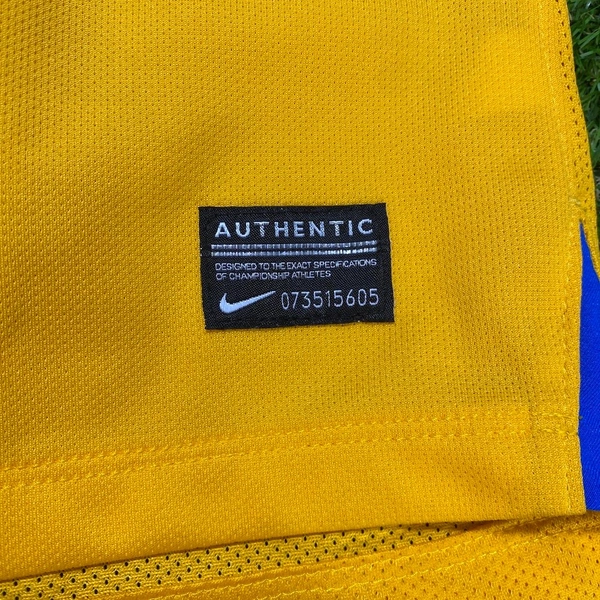 AUTHENTIC
DESIGNED TO THE EXACT SPECIFICATIONS
OF CHAMPIONSHIP ATHLETES
073515605